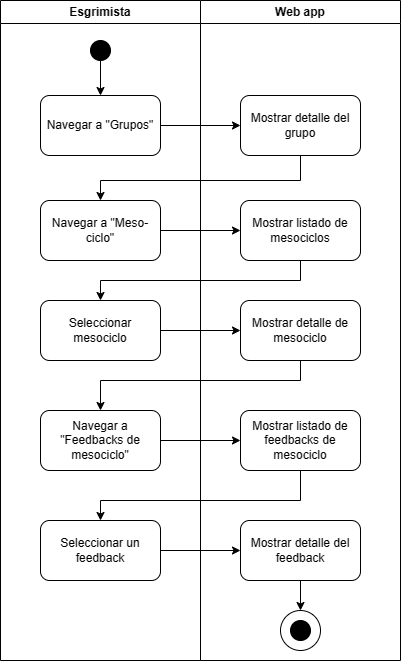 Esgrimista
Web app
Navegar a "Grupos"
Mostrar detalle del
grupo
Navegar a "Meso-
ciclo"
Mostrar listado de
mesociclos
Seleccionar
mesociclo
Mostrar detalle de
mesociclo
Navegar a
"Feedbacks de
mesociclo"
Mostrar listado de
feedbacks de
mesociclo
Seleccionar un
feedback
Mostrar detalle del
feedback